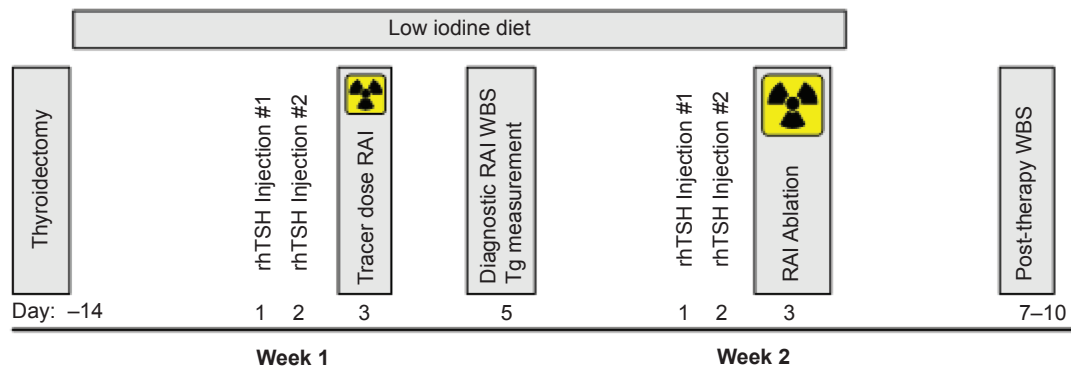 Low iodine diet
Thyroidectomy
rhTSH Injection #1
rhTSH Injection #2
Tracer dose RAI
Diagnostic RAI WBS
Tg measurement
rhTSH Injection #1
rhTSH Injection #2
RAI Ablation
Post-therapy WBS
Day: –14 1 2 3 5 1 2 3 7–10
Week 1 Week 2